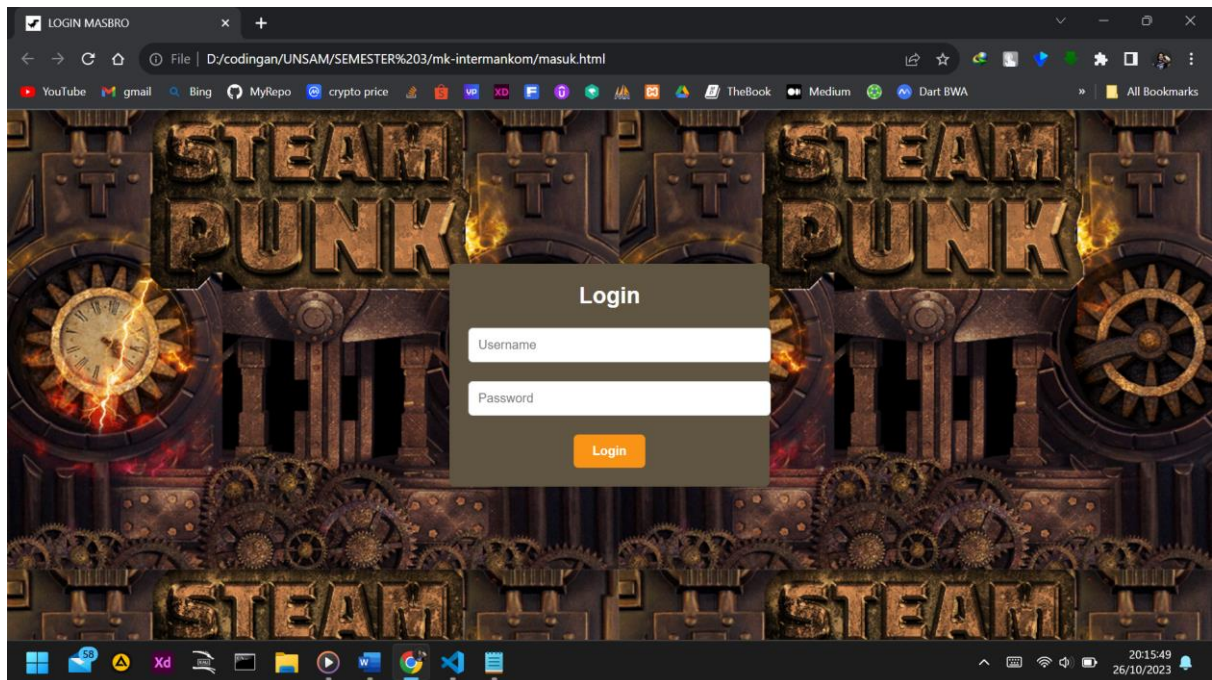 LOGIN MASBRO
File | D:/codingan/UNSAM/SEMESTER%203/mk-intermankom/masuk.html
YouTube gmail Bing MyRepo crypto price TheBook Medium Dart BWA » All Bookmarks
STEAM STEAM
PUNK PUNK
Login
Username
Password
Login
STEAM STEAM
58 Xd 20:15:49
26/10/2023